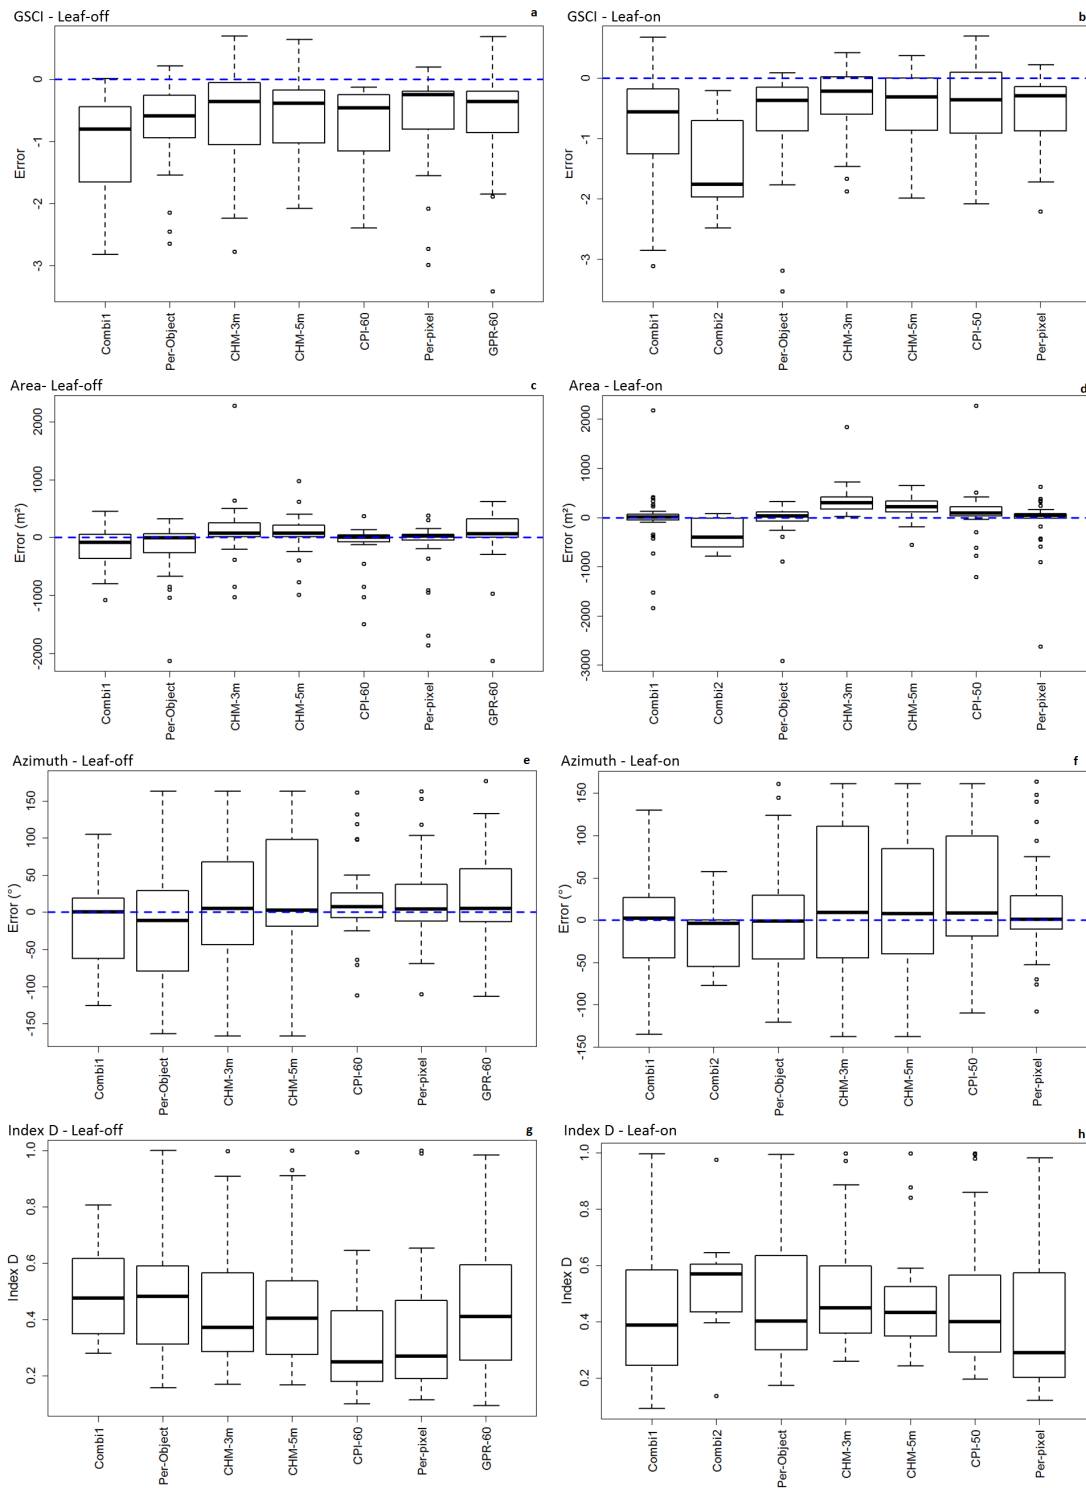 GSCI - Leaf-off
a
Error
0
-1
-2
-3
Combi1
Per-Object
CHM-3m
CHM-5m
CPI-60
Per-pixel
GPR-60
GSCI - Leaf-on
b
Error
0
-1
-2
-3
Combi1
Combi2
Per-Object
CHM-3m
CHM-5m
CPI-50
Per-pixel
Area- Leaf-off
c
Error (m²)
2000
1000
0
-1000
-2000
Combi1
Per-Object
CHM-3m
CHM-5m
CPI-60
Per-pixel
GPR-60
Area - Leaf-on
d
Error (m²)
2000
1000
0
-1000
-2000
-3000
Combi1
Combi2
Per-Object
CHM-3m
CHM-5m
CPI-50
Per-pixel
Azimuth - Leaf-off
e
Error (°)
150
100
50
0
-50
-100
-150
Combi1
Per-Object
CHM-3m
CHM-5m
CPI-60
Per-pixel
GPR-60
Azimuth - Leaf-on
f
Error (°)
150
100
50
0
-50
-100
-150
Combi1
Combi2
Per-Object
CHM-3m
CHM-5m
CPI-50
Per-pixel
Index D - Leaf-off
g
Index D
1.0
0.8
0.6
0.4
0.2
Combi1
Per-Object
CHM-3m
CHM-5m
CPI-60
Per-pixel
GPR-60
Index D - Leaf-on
h
Index D
1.0
0.8
0.6
0.4
0.2
Combi1
Combi2
Per-Object
CHM-3m
CHM-5m
CPI-50
Per-pixel